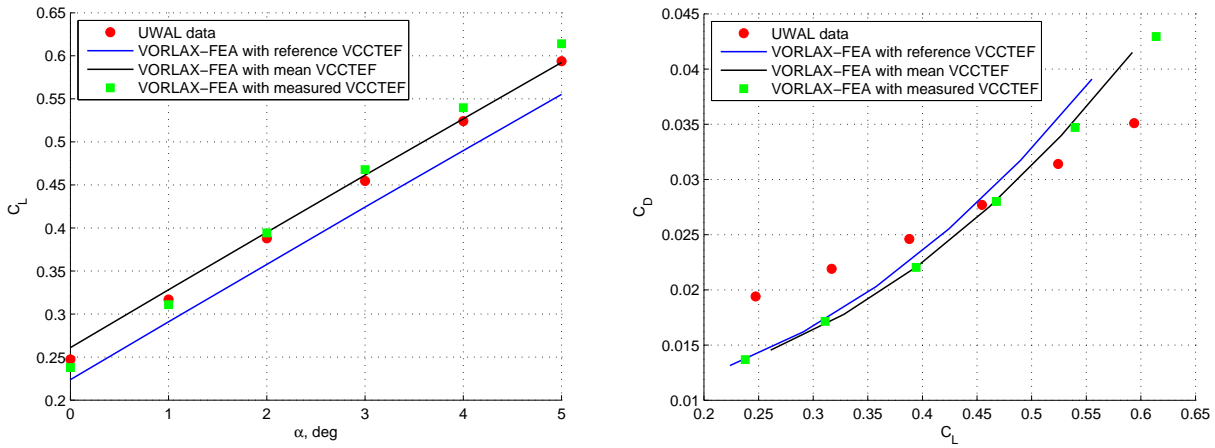 0.65
0.6
0.55
0.5
0.45
0.4
0.35
0.3
0.25
0.2
C_L
0 1 2 3 4 5
α, deg
UWAL data
VORLAX−FEA with reference VCCTEF
VORLAX−FEA with mean VCCTEF
VORLAX−FEA with measured VCCTEF
0.045
0.04
0.035
0.03
0.025
0.02
0.015
0.01
C_D
0.2 0.25 0.3 0.35 0.4 0.45 0.5 0.55 0.6 0.65
C_L
UWAL data
VORLAX−FEA with reference VCCTEF
VORLAX−FEA with mean VCCTEF
VORLAX−FEA with measured VCCTEF